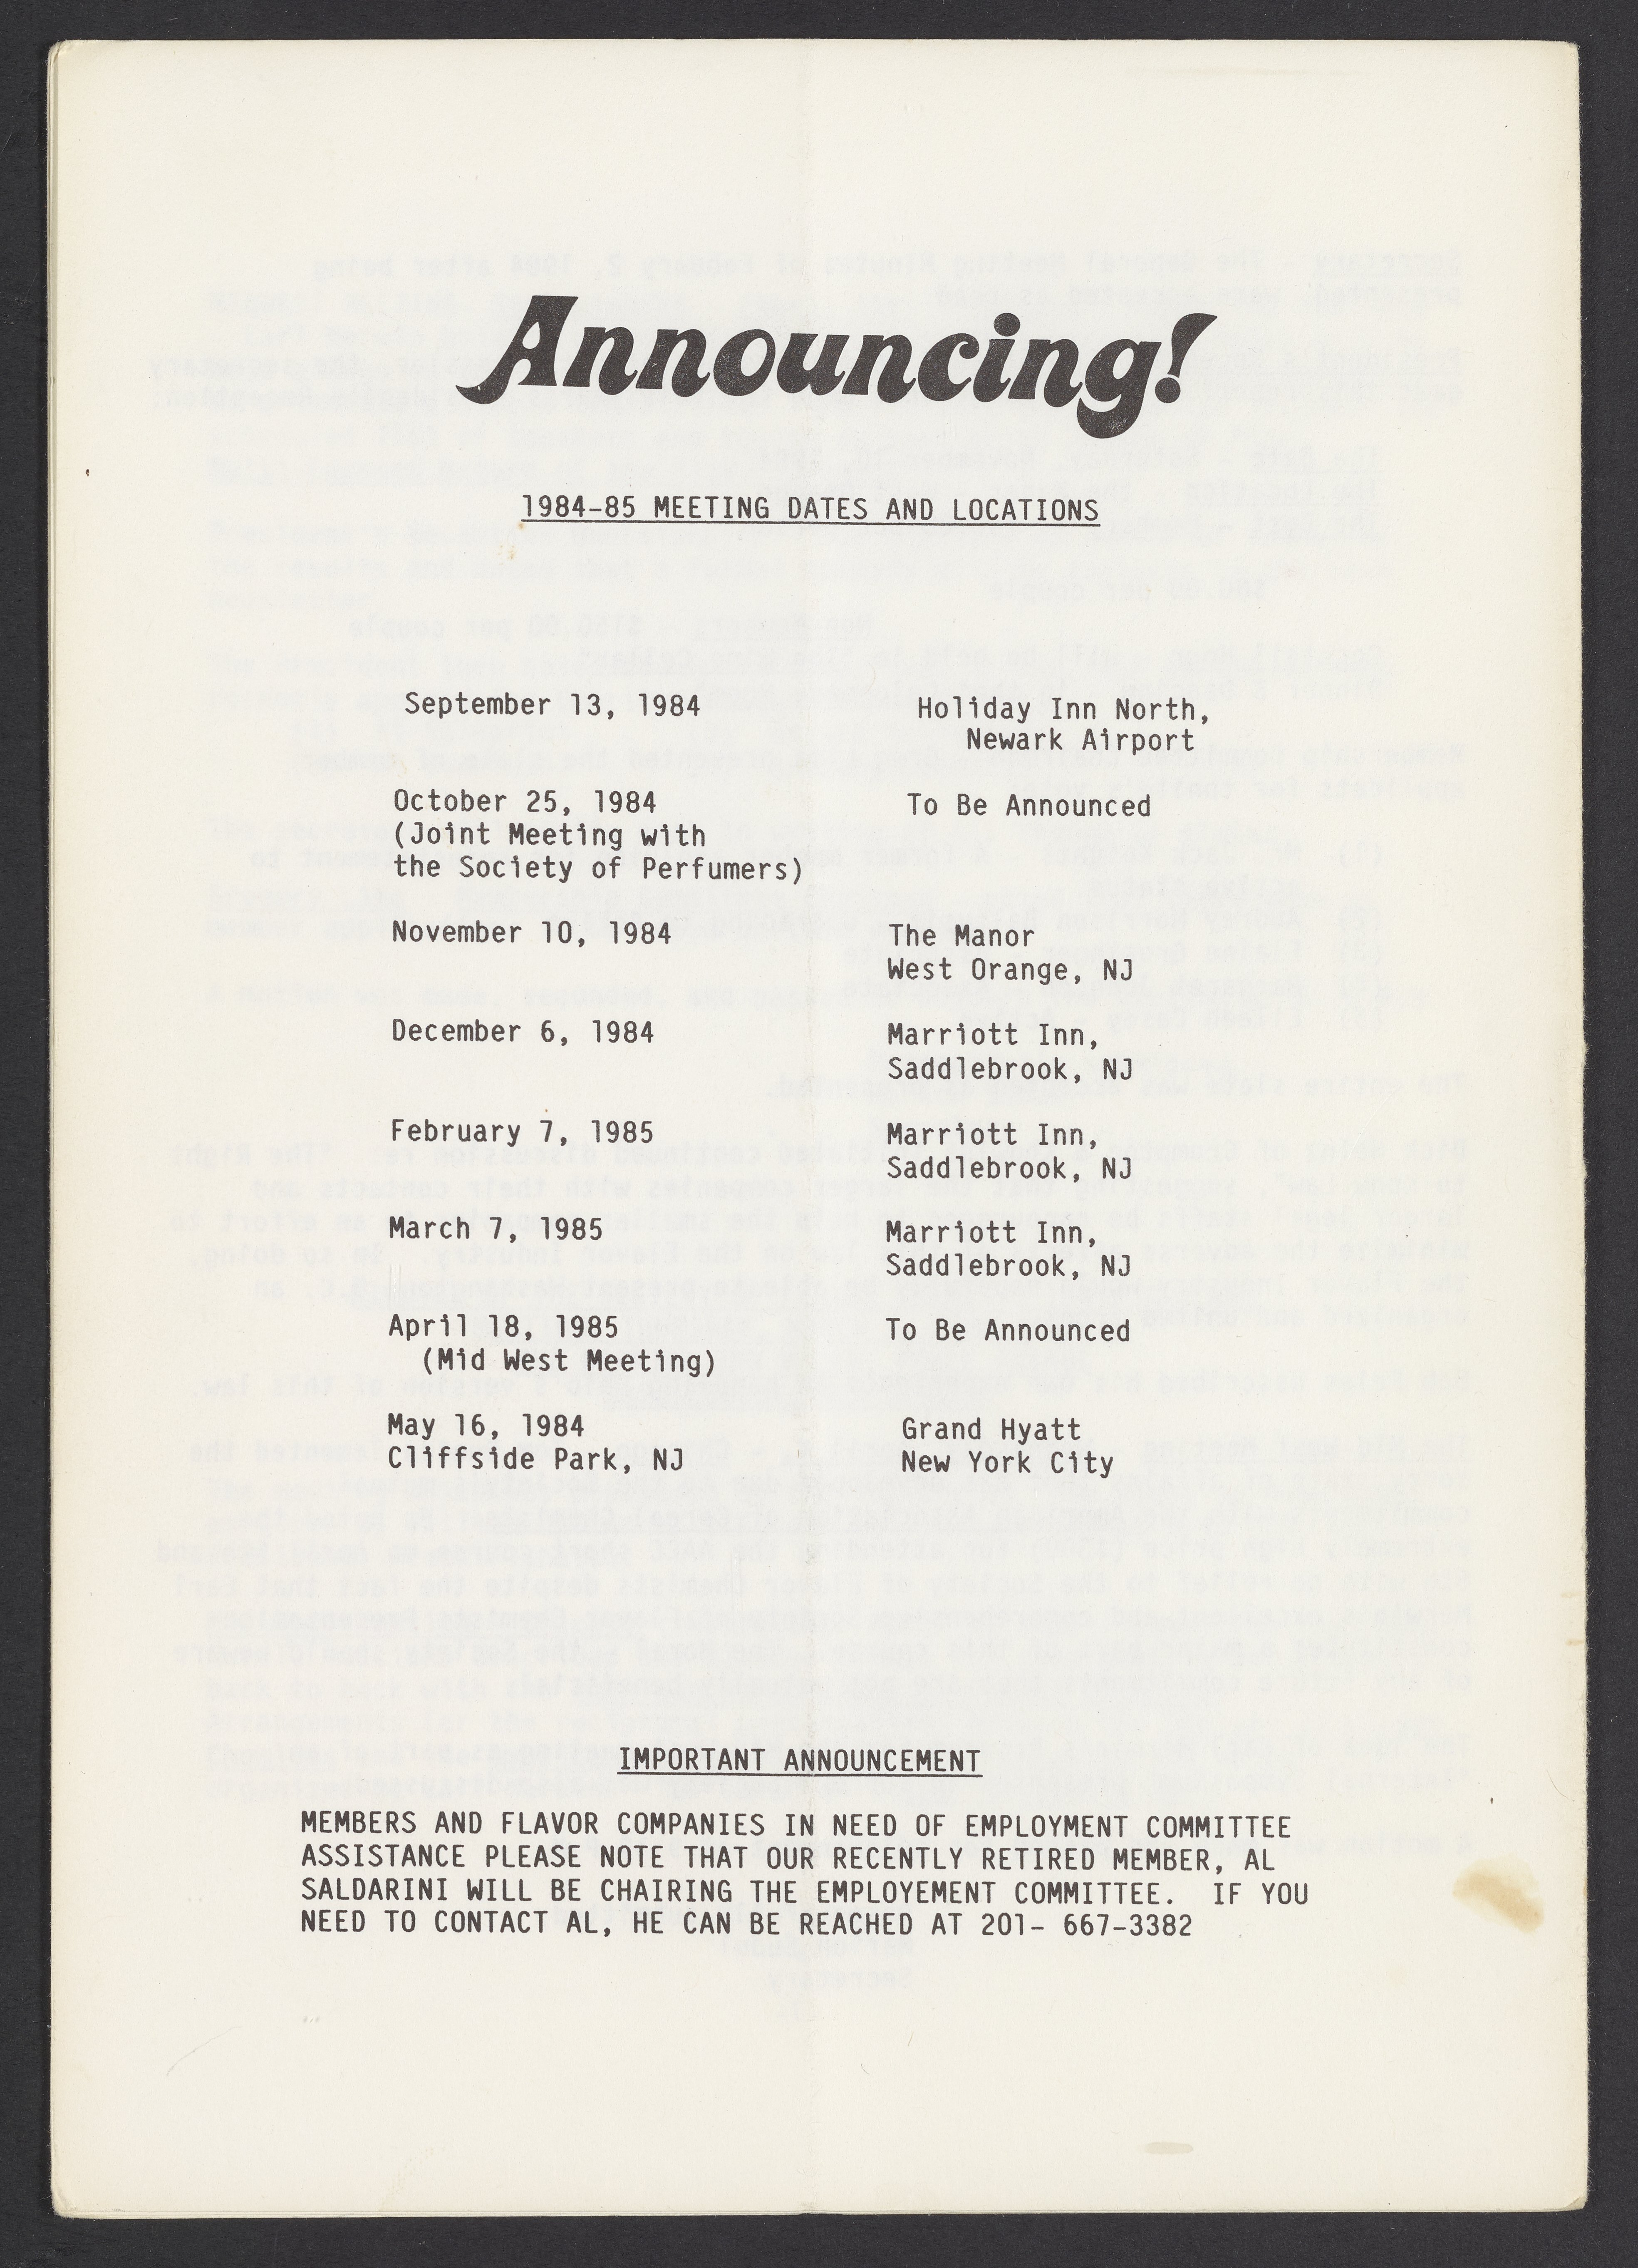 Announcing!
1984-85 MEETING DATES AND LOCATIONS
September 13, 1984 Holiday Inn North,
Newark Airport
October 25, 1984 To Be Announced
(Joint Meeting with
the Society of Perfumers)
November 10, 1984 The Manor
West Orange, NJ
December 6, 1984 Marriott Inn,
Saddlebrook, NJ
February 7, 1985 Marriott Inn,
Saddlebrook, NJ
March 7, 1985 Marriott Inn,
Saddlebrook, NJ
April 18, 1985 To Be Announced
(Mid West Meeting)
May 16, 1984 Grand Hyatt
Cliffside Park, NJ New York City
IMPORTANT ANNOUNCEMENT
MEMBERS AND FLAVOR COMPANIES IN NEED OF EMPLOYMENT COMMITTEE
ASSISTANCE PLEASE NOTE THAT OUR RECENTLY RETIRED MEMBER, AL
SALDARINI WILL BE CHAIRING THE EMPLOYEMENT COMMITTEE. IF YOU
NEED TO CONTACT AL, HE CAN BE REACHED AT 201- 667-3382